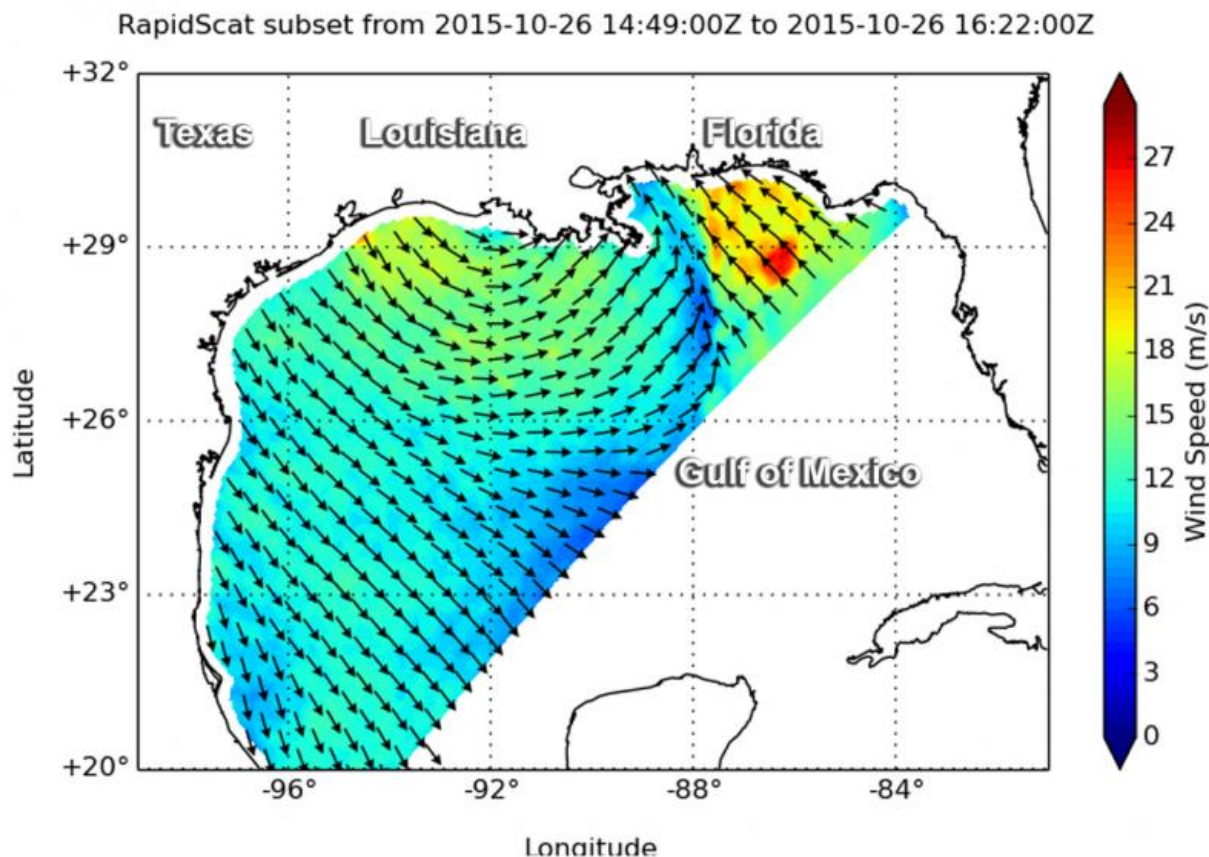 RapidScat subset from 2015-10-26 14:49:00Z to 2015-10-26 16:22:00Z
+32°
Texas Louisiana Florida
+29°
+26°
Gulf of Mexico
+23°
+20°
-96° -92° -88° -84°
Latitude
Longitude
27
24
21
18
15
12
9
6
3
0
Wind Speed (m/s)